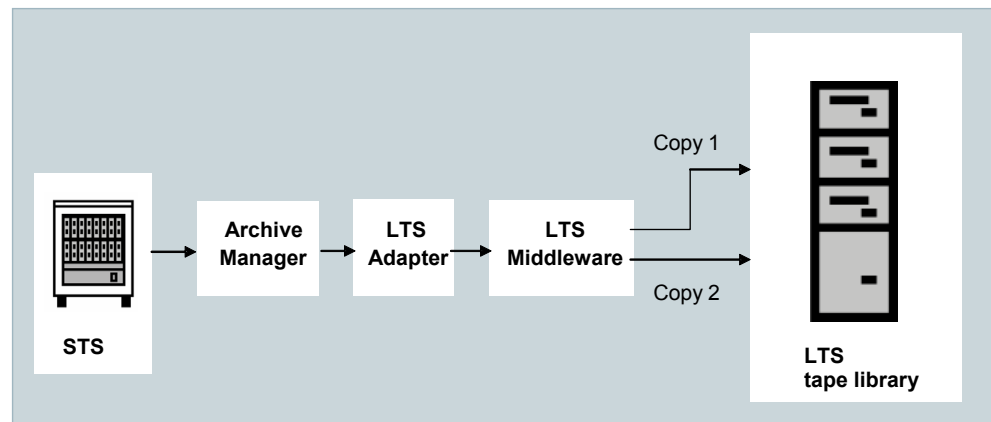 STS
Archive
Manager
LTS
Adapter
LTS
Middleware
Copy 1
Copy 2
LTS
tape library